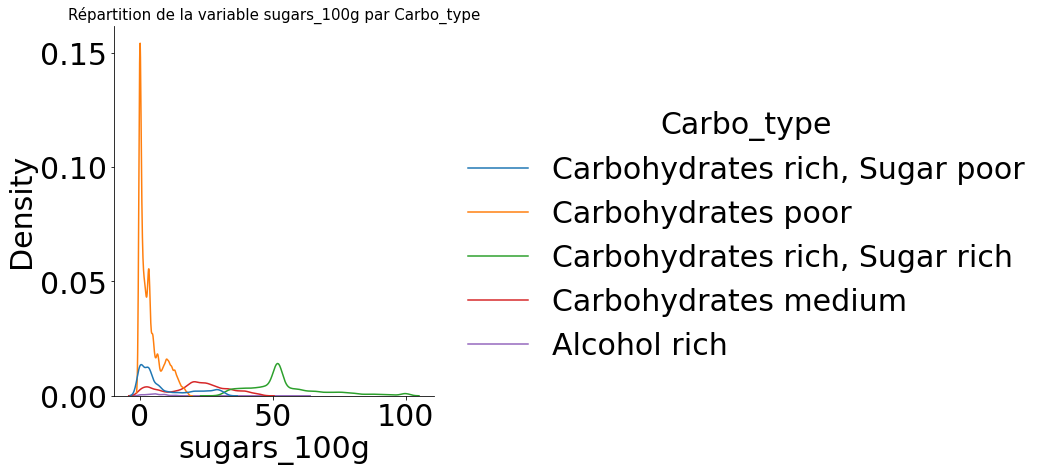 Répartition de la variable sugars_100g par Carbo_type
0.15
0.10
0.05
0.00
Density
0
50
100
sugars_100g
Carbo_type
Carbohydrates rich, Sugar poor
Carbohydrates poor
Carbohydrates rich, Sugar rich
Carbohydrates medium
Alcohol rich